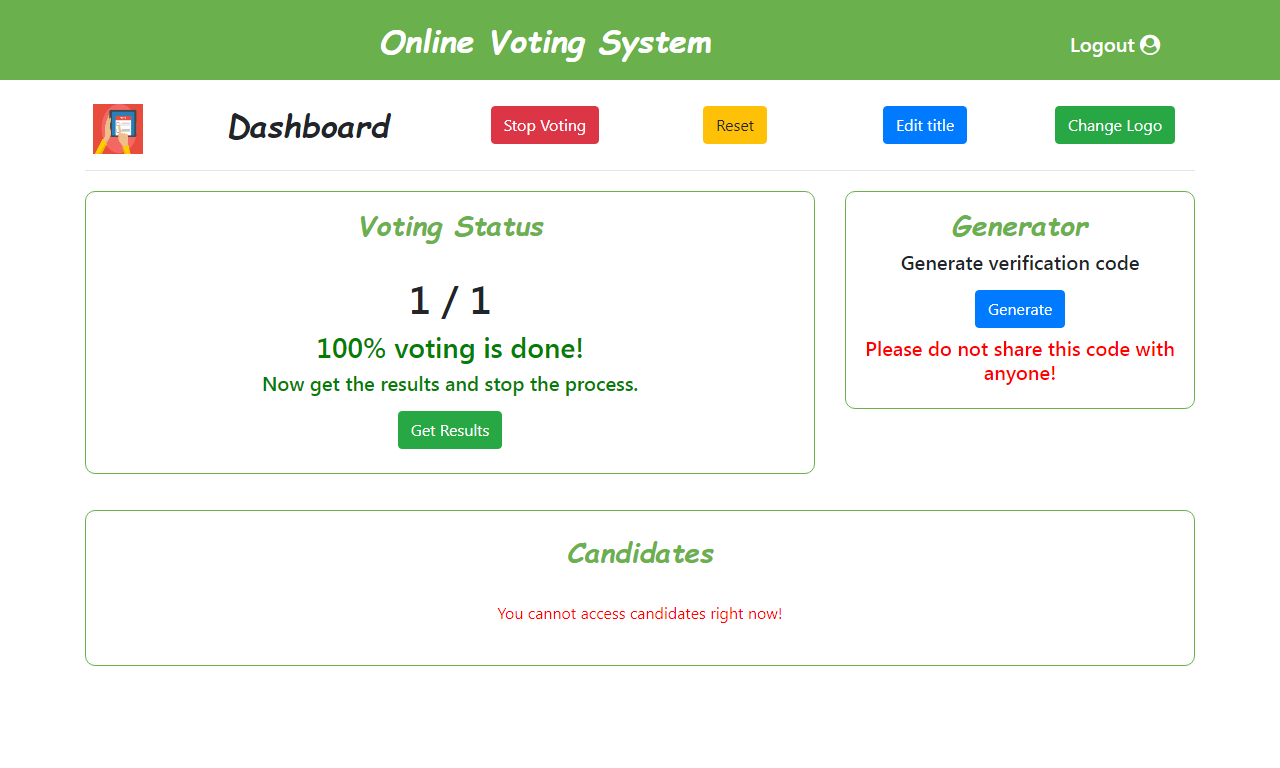 Online Voting System
Logout
Dashboard
Stop Voting
Reset
Edit title
Change Logo
Voting Status
1 / 1
100% voting is done!
Now get the results and stop the process.
Get Results
Generator
Generate verification code
Generate
Please do not share this code with
anyone!
Candidates
You cannot access candidates right now!